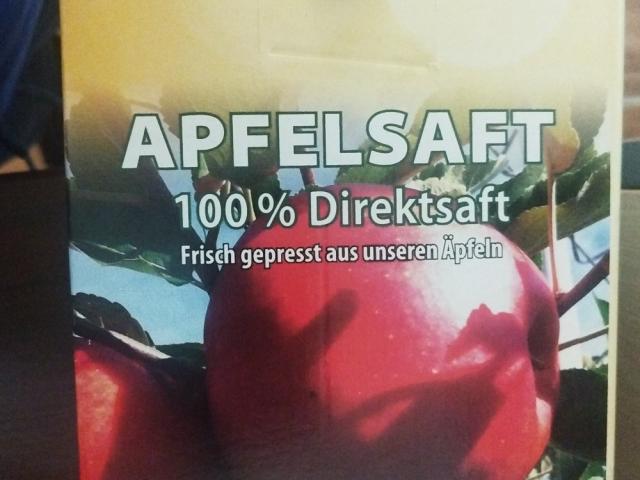 APFELSAFT
100 % Direktsaft
Frisch gepresst aus unseren Äpfeln